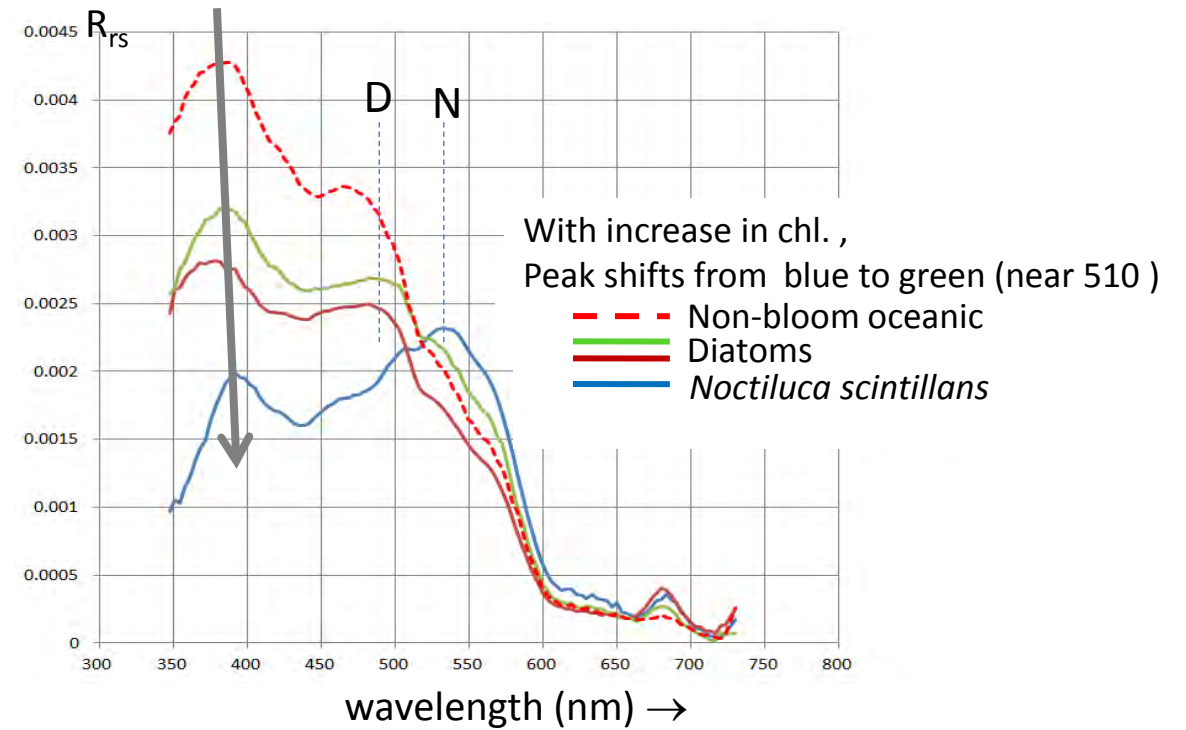 R_rs
0.0045
0.004
0.0035
0.003
0.0025
0.002
0.0015
0.001
0.0005
0
D
N
With increase in chl. ,
Peak shifts from  blue to green (near 510 )
Non-bloom oceanic
Diatoms
Noctiluca scintillans
300 350 400 450 500 550 600 650 700 750 800
wavelength (nm) →